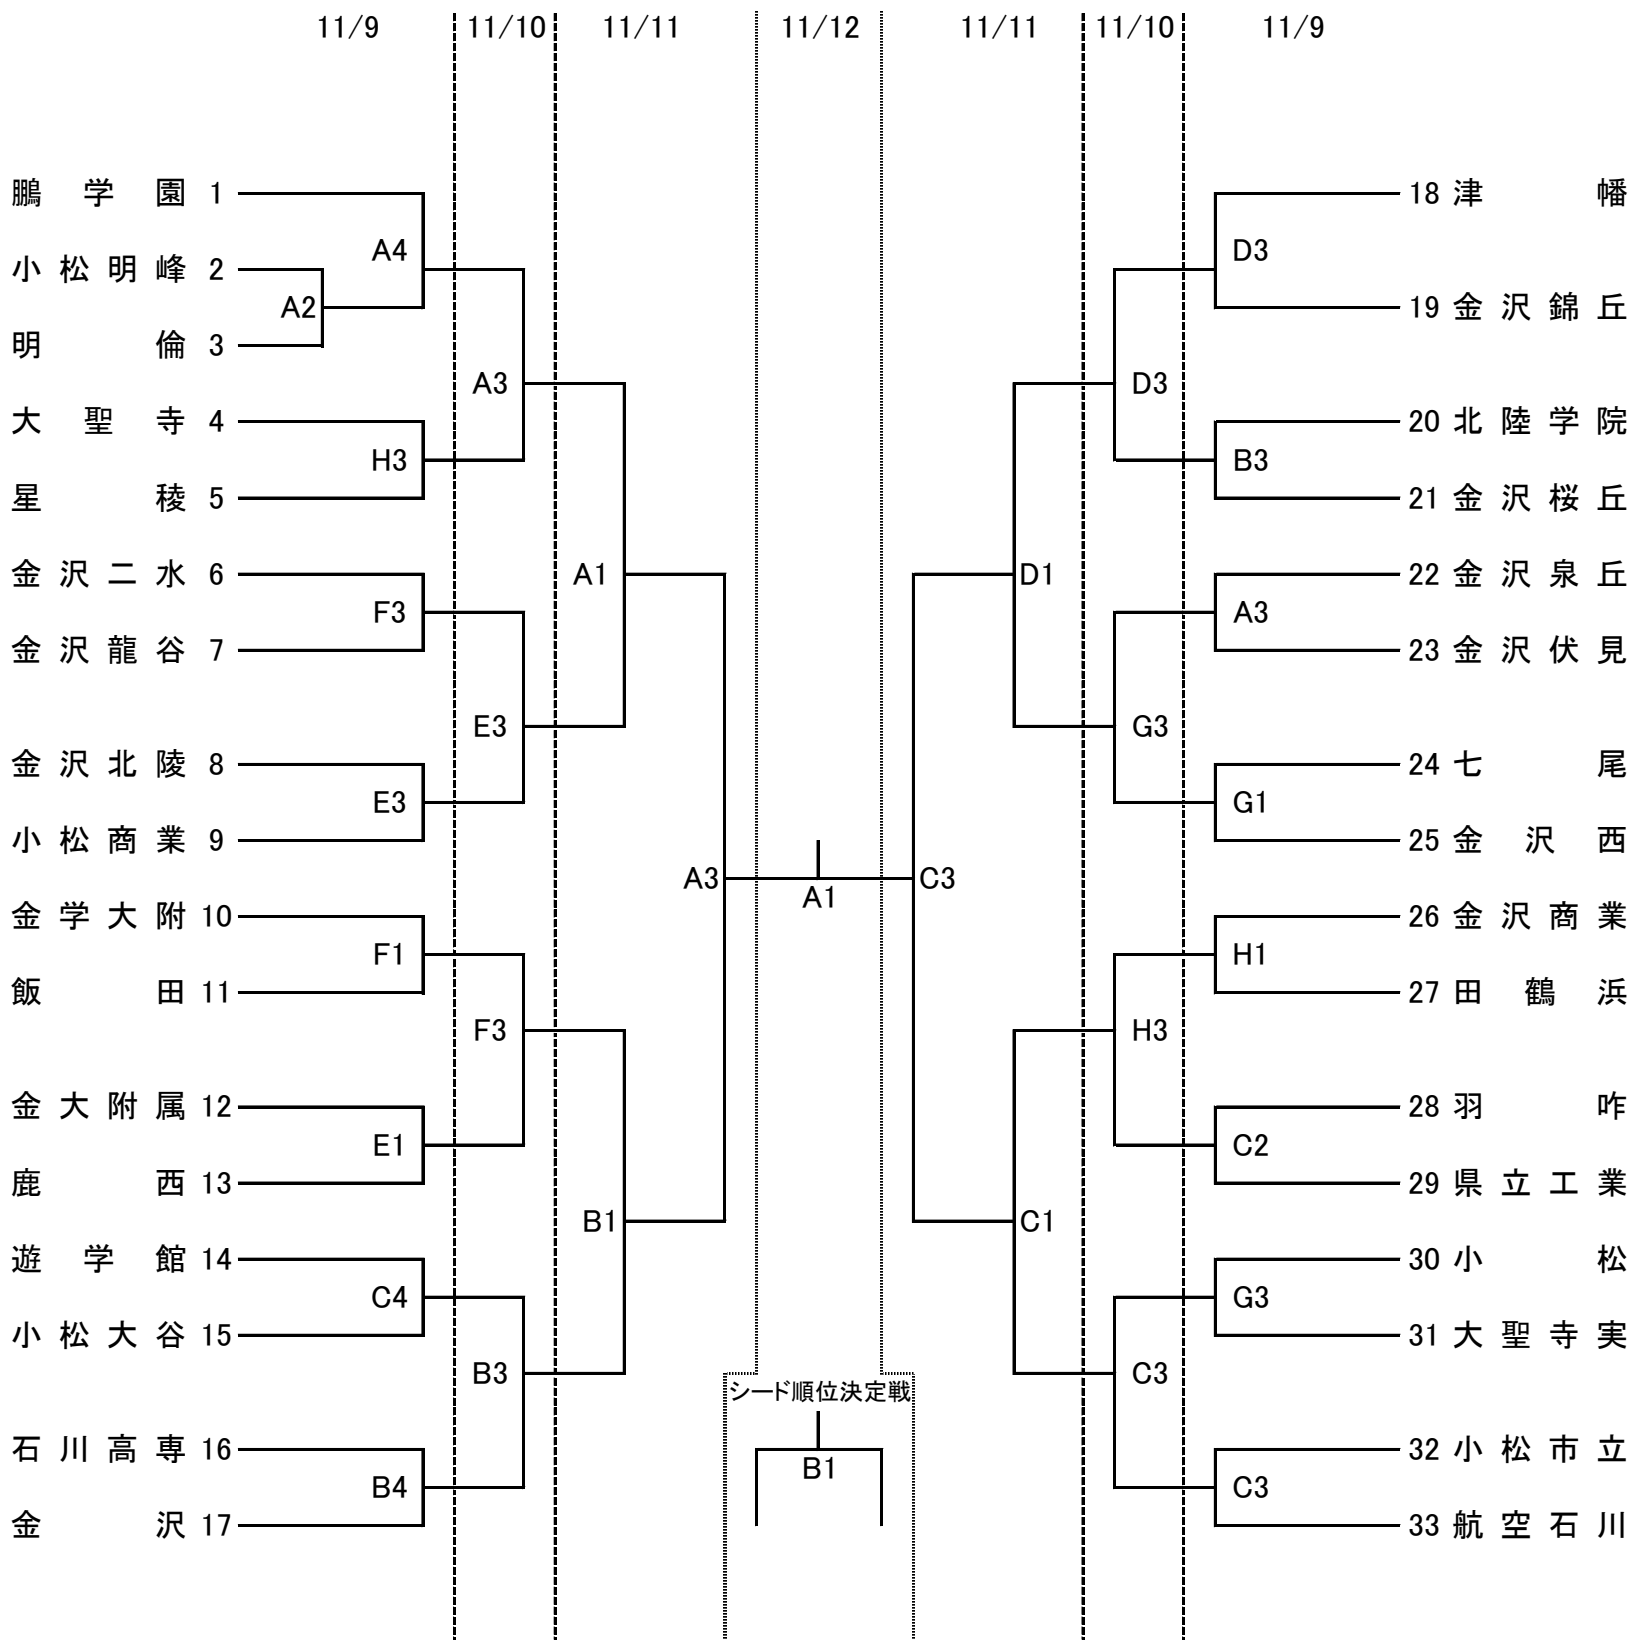 11/9 11/10 11/11 11/12 11/11 11/10 11/9
鵬学園 1
A4
小松明峰 2
A2
明倫 3
A3
大聖寺 4
H3
星稜 5
A1
金沢二水 6
F3
金沢龍谷 7
E3
金沢北陵 8
E3
小松商業 9
A3
金学大附 10
F1
飯田 11
F3
金大附属 12
E1
鹿西 13
B1
遊学館 14
C4
小松大谷 15
B3
石川高専 16
B4
金沢 17
A1
シード順位決定戦
B1
18 津幡
D3
19 金沢錦丘
D3
20 北陸学院
B3
21 金沢桜丘
D1
22 金沢泉丘
A3
23 金沢伏見
G3
24 七尾
G1
25 金沢西
C3
26 金沢商業
H1
27 田鶴浜
H3
28 羽咋
C2
29 県立工業
C1
30 小松
G3
31 大聖寺実
C3
32 小松市立
C3
33 航空石川